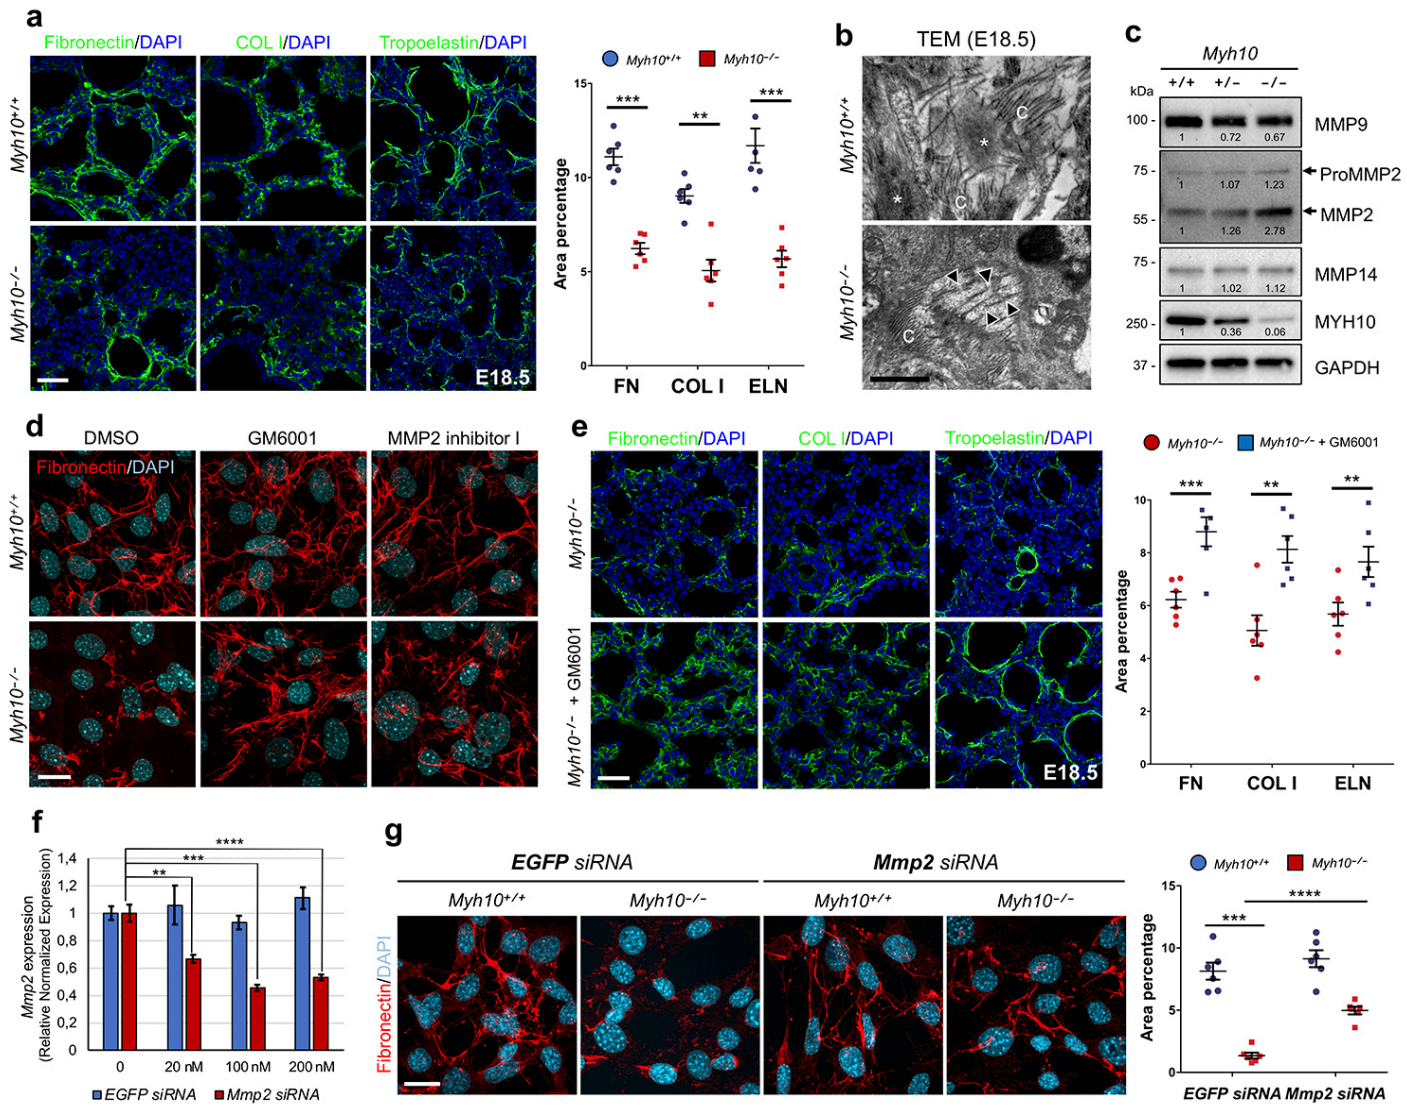 a
Fibronectin/DAPI
COL I/DAPI
Tropoelastin/DAPI
Myh10+/+
Myh10−/−
E18.5
Myh10+/+
Myh10−/−
Area percentage
15
10
5
0
***
**
***
FN
COL I
ELN
b
TEM (E18.5)
Myh10+/+
Myh10−/−
C
*
*
C
C
c
Myh10
+/+
+/−
−/−
kDa
100 -
MMP9
1
0.72
0.67
75 -
ProMMP2
1
1.07
1.23
55 -
MMP2
1
1.26
2.78
75 -
MMP14
1
1.02
1.12
250 -
MYH10
1
0.36
0.06
37 -
GAPDH
d
DMSO
GM6001
MMP2 inhibitor I
Fibronectin/DAPI
Myh10+/+
Myh10−/−
e
Fibronectin/DAPI
COL I/DAPI
Tropoelastin/DAPI
Myh10−/−
Myh10−/− + GM6001
E18.5
Myh10−/−
Myh10−/− + GM6001
Area percentage
10
8
6
4
2
0
***
**
**
FN
COL I
ELN
f
Mmp2 expression
(Relative Normalized Expression)
1,4
1,2
1
0,8
0,6
0,4
0,2
0
****
***
**
0
20 nM
100 nM
200 nM
EGFP siRNA
Mmp2 siRNA
g
EGFP siRNA
Mmp2 siRNA
Myh10+/+
Myh10−/−
Myh10+/+
Myh10−/−
Fibronectin/DAPI
Myh10+/+
Myh10−/−
Area percentage
15
10
5
0
***
****
EGFP siRNA
Mmp2 siRNA